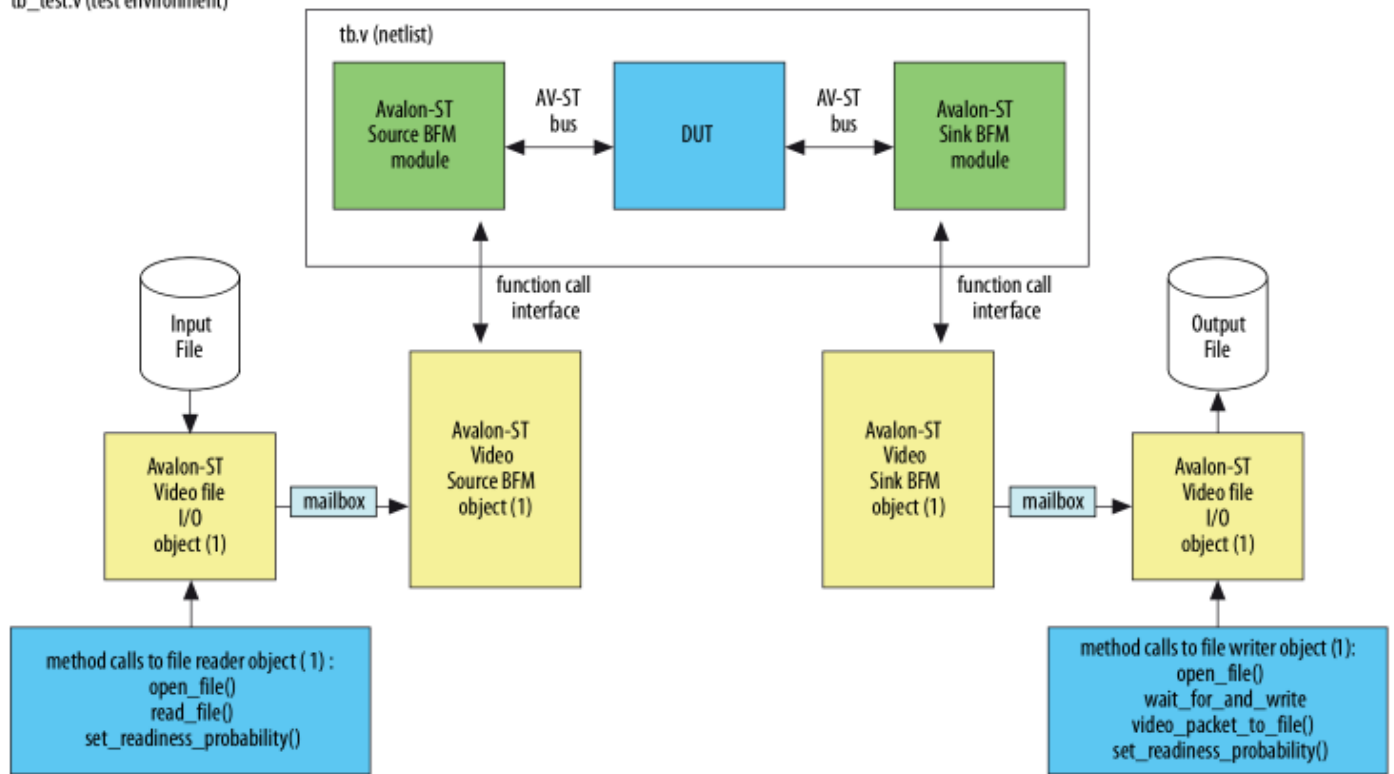 tb_test.v (test environment)
tb.v (netlist)
Avalon-ST
Source BFM
module
AV-ST
bus
DUT
AV-ST
bus
Avalon-ST
Sink BFM
module
function call
interface
function call
interface
Input
File
Output
File
Avalon-ST
Video file
I/O
object (1)
mailbox
Avalon-ST
Video
Source BFM
object (1)
Avalon-ST
Video
Sink BFM
object (1)
mailbox
Avalon-ST
Video file
I/O
object (1)
method calls to file reader object ( 1) :
open_file()
read_file()
set_readiness_probability()
method calls to file writer object (1):
open_file()
wait_for_and_write
video_packet_to_file()
set_readiness_probability()